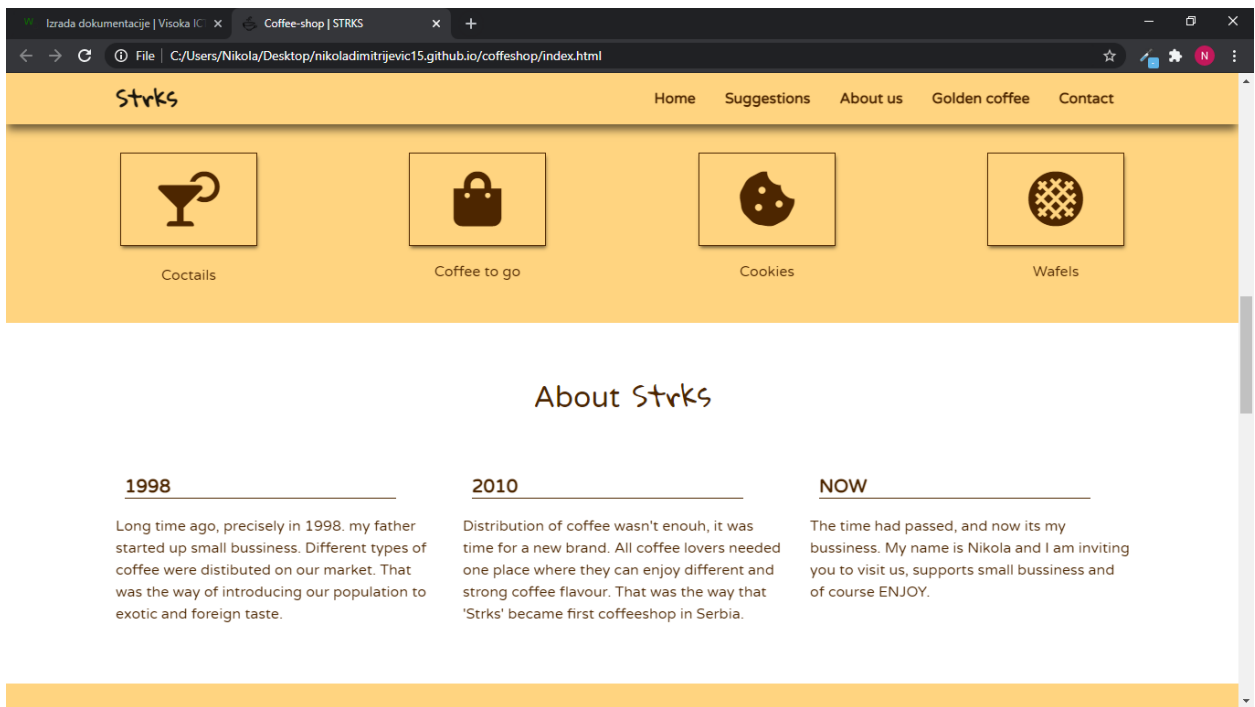 Izrada dokumentacije | Visoka IC
Coffee-shop | STRKS
File | C:/Users/Nikola/Desktop/nikoladimitrijevic15.github.io/coffeshop/index.html
N
Strks
Home Suggestions About us Golden coffee Contact
Coctails Coffee to go Cookies Wafels
About Strks
1998
Long time ago, precisely in 1998. my father
started up small bussiness. Different types of
coffee were distibuted on our market. That
was the way of introducing our population to
exotic and foreign taste.
2010
Distribution of coffee wasn't enouh, it was
time for a new brand. All coffee lovers needed
one place where they can enjoy different and
strong coffee flavour. That was the way that
'Strks' became first coffeeshop in Serbia.
NOW
The time had passed, and now its my
bussiness. My name is Nikola and I am inviting
you to visit us, supports small bussiness and
of course ENJOY.